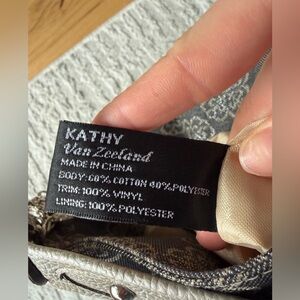 KATHY
Van Zeeland
MADE IN CHINA
BODY: 60% COTTON 40% POLYESTER
TRIM: 100% VINYL
LINING: 100% POLYESTER